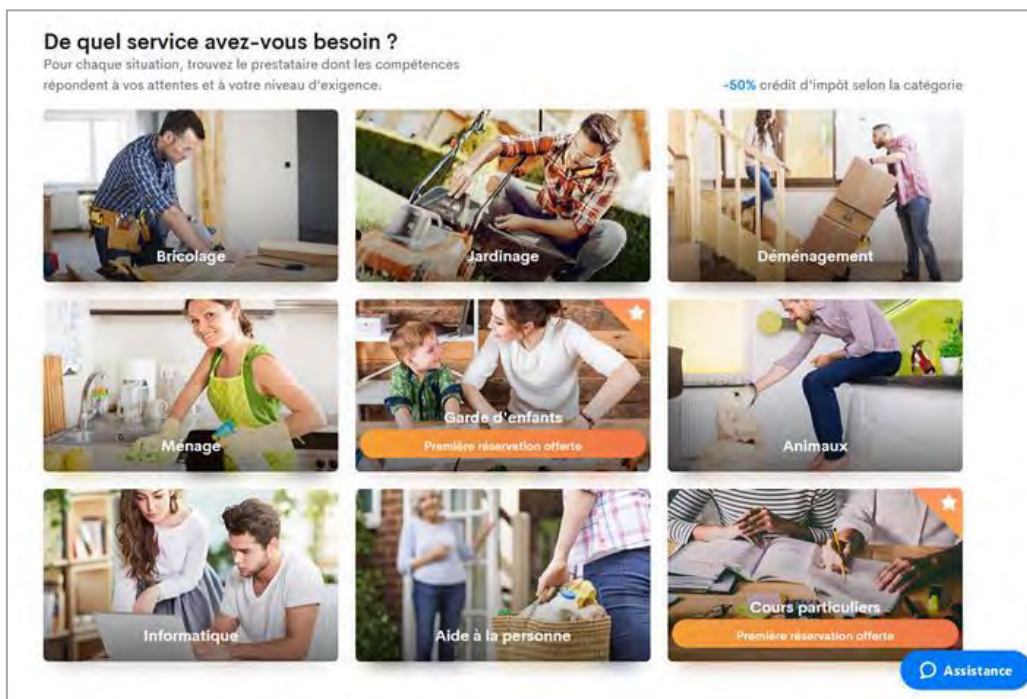 De quel service avez-vous besoin ?
Pour chaque situation, trouvez le prestataire dont les compétences
répondent à vos attentes et à votre niveau d'exigence.
-50% crédit d'impôt selon la catégorie
Bricolage
Jardinage
Déménagement
Ménage
Garde d'enfants
Première réservation offerte
Animaux
Informatique
Aide à la personne
Cours particuliers
Première réservation offerte
Assistance